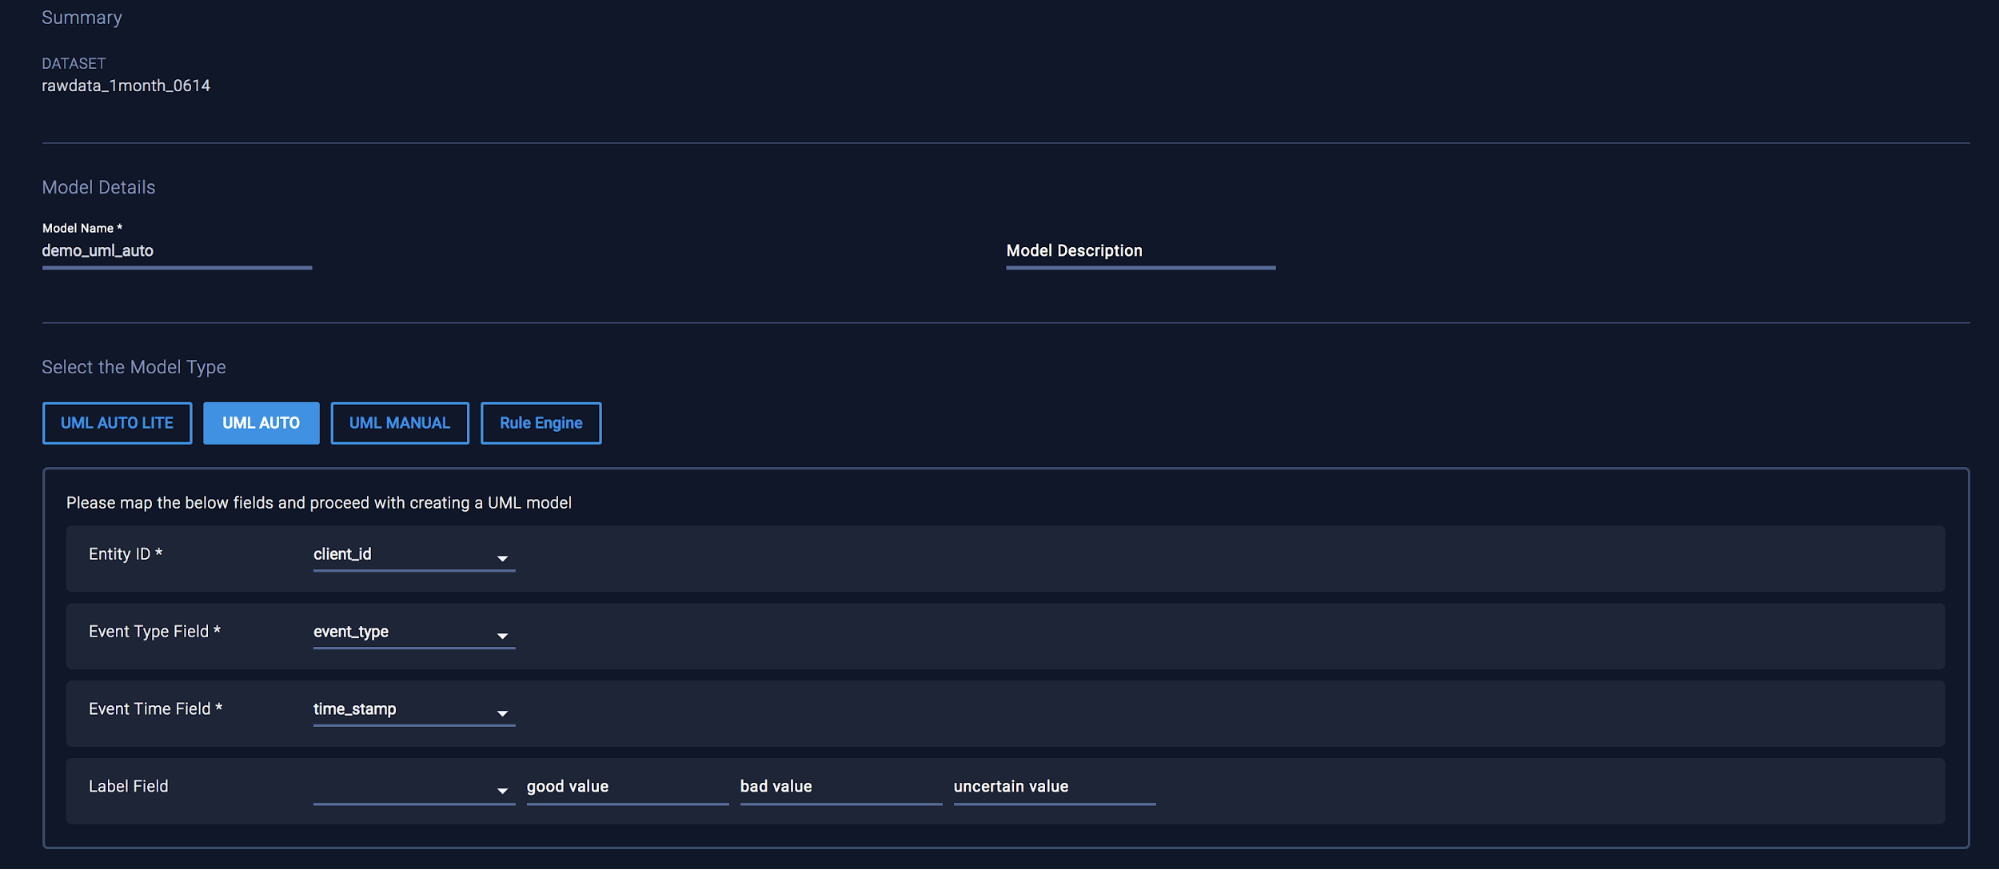 Summary
DATASET
rawdata_1month_0614
Model Details
Model Name *
demo_uml_auto
Model Description
Select the Model Type
UML AUTO LITE UML AUTO UML MANUAL Rule Engine
Please map the below fields and proceed with creating a UML model
Entity ID * client_id
Event Type Field * event_type
Event Time Field * time_stamp
Label Field good value bad value uncertain value